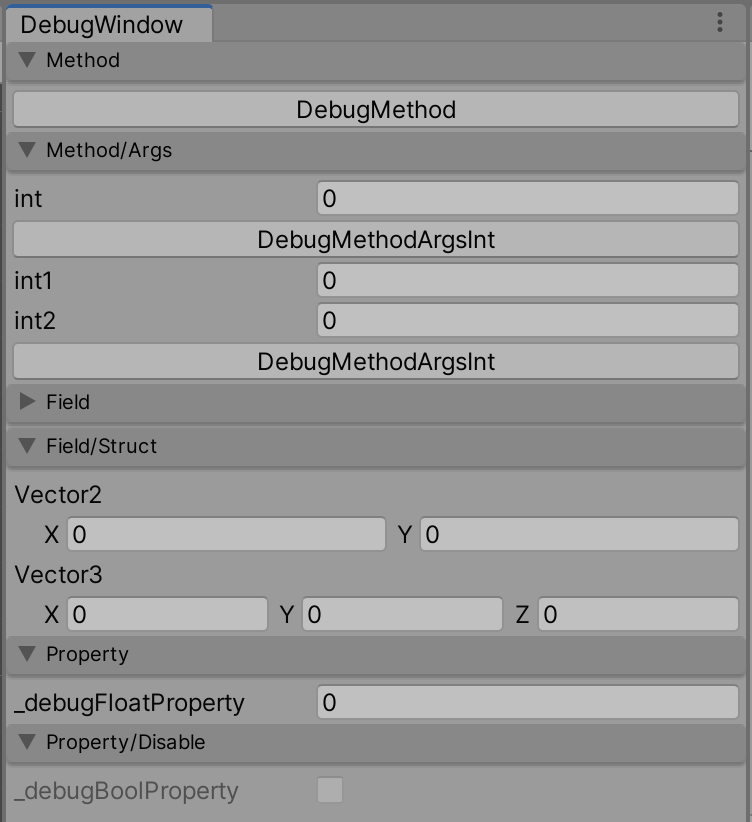 DebugWindow
Method
DebugMethod
Method/Args
int 0
DebugMethodArgsInt
int1 0
int2 0
DebugMethodArgsInt
Field
Field/Struct
Vector2
X 0 Y 0
Vector3
X 0 Y 0 Z 0
Property
_debugFloatProperty 0
Property/Disable
_debugBoolProperty